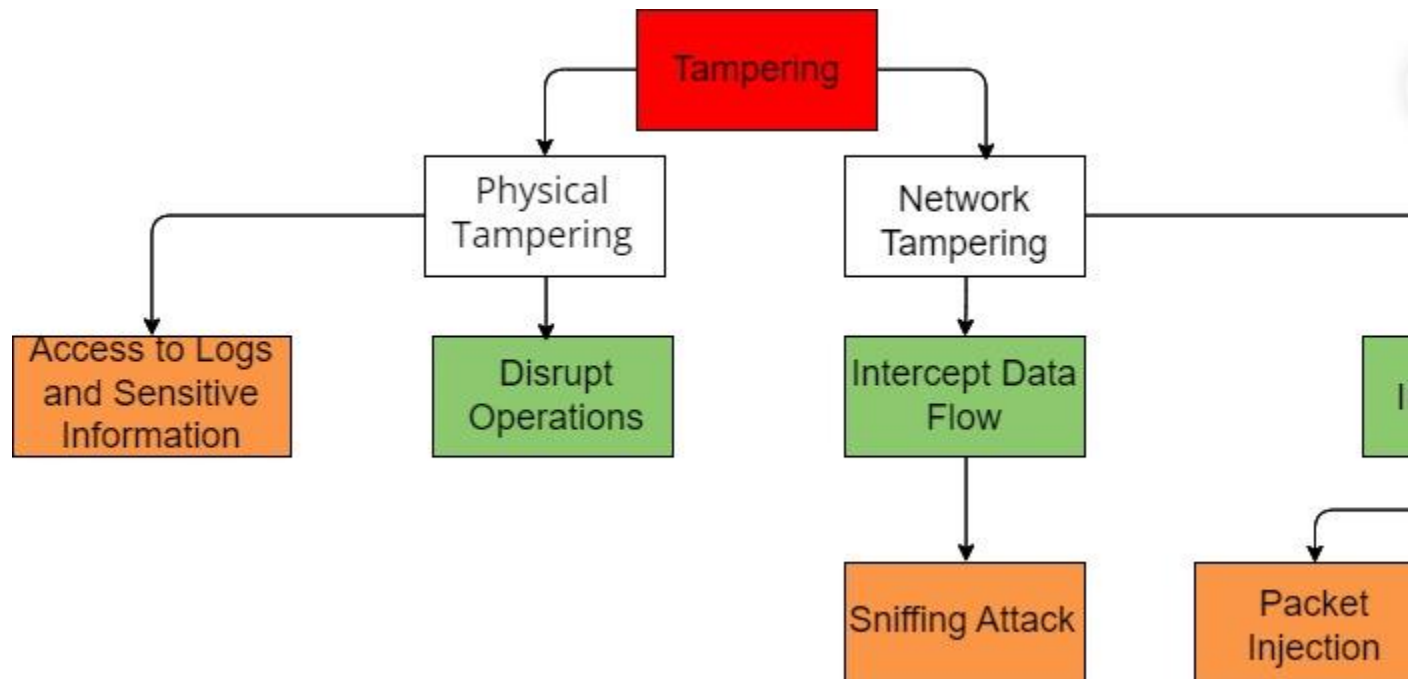 Tampering
Physical
Tampering
Network
Tampering
Access to Logs
and Sensitive
Information
Disrupt
Operations
Intercept Data
Flow
Sniffing Attack
Packet
Injection